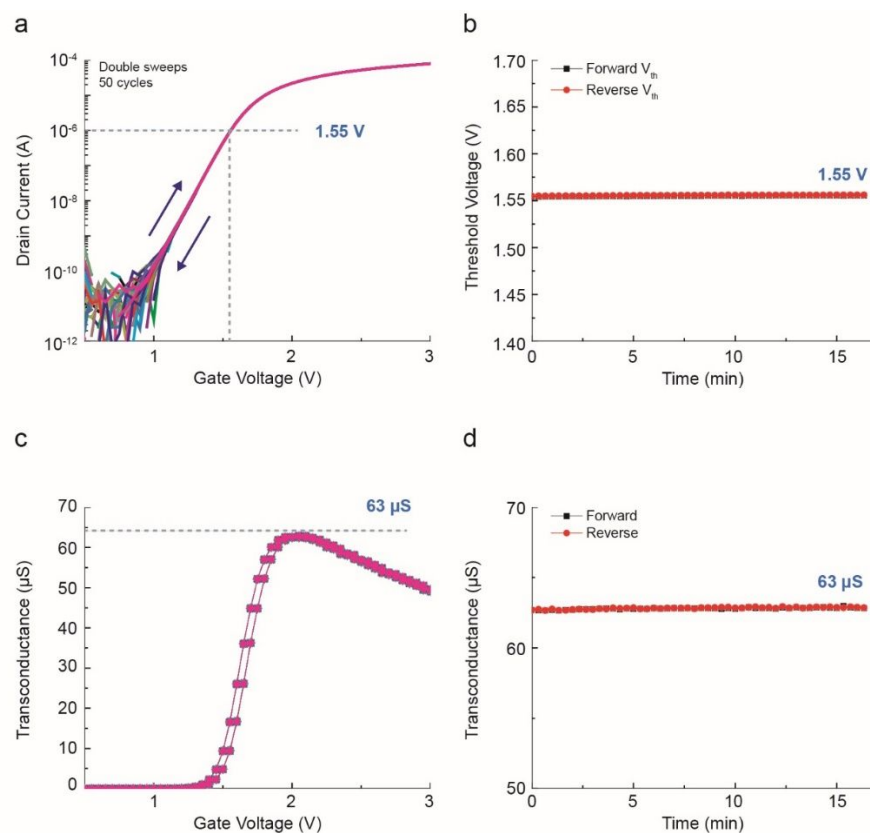 a
10⁻⁴
10⁻⁶
10⁻⁸
10⁻¹⁰
10⁻¹²
Drain Current (A)
Double sweeps
50 cycles
1.55 V
1
2
3
Gate Voltage (V)
b
1.70
1.65
1.60
1.55
1.50
1.45
1.40
Threshold Voltage (V)
Forward Vth
Reverse Vth
1.55 V
0
5
10
15
Time (min)
c
70
60
50
40
30
20
10
0
Transconductance (µS)
63 µS
1
2
3
Gate Voltage (V)
d
70
60
50
Transconductance (µS)
Forward
Reverse
63 µS
0
5
10
15
Time (min)